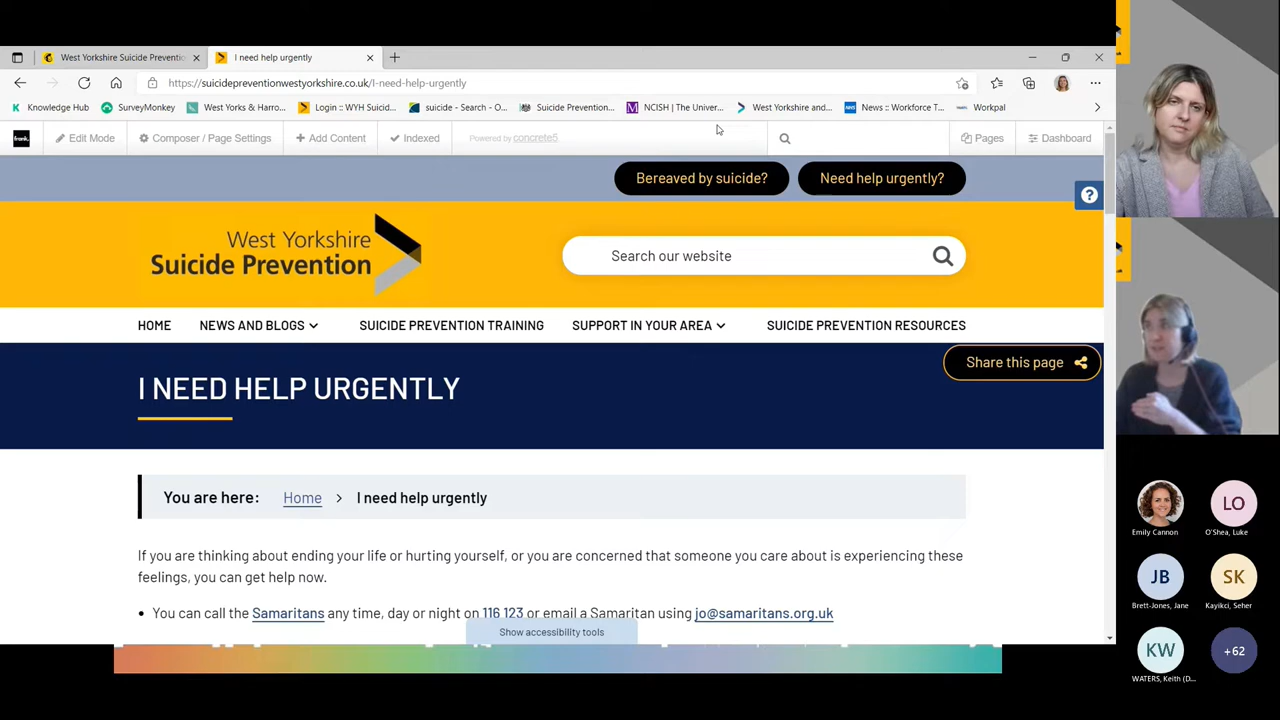 West Yorkshire Suicide Preventio
I need help urgently
https://suicidepreventionwestyorkshire.co.uk/I-need-help-urgently
Knowledge Hub
SurveyMonkey
West Yorks & Harro...
Login :: WYH Suicid...
suicide - Search - O...
Suicide Prevention...
NCISH | The Univer...
West Yorkshire and...
News :: Workforce T...
Workpal
frank.
Edit Mode
Composer / Page Settings
Add Content
Indexed
Powered by concrete5
Pages
Dashboard
Bereaved by suicide?
Need help urgently?
?
West Yorkshire
Suicide Prevention
Search our website
HOME
NEWS AND BLOGS
SUICIDE PREVENTION TRAINING
SUPPORT IN YOUR AREA
SUICIDE PREVENTION RESOURCES
Share this page
I NEED HELP URGENTLY
You are here: Home > I need help urgently
If you are thinking about ending your life or hurting yourself, or you are concerned that someone you care about is experiencing these
feelings, you can get help now.
• You can call the Samaritans any time, day or night on 116 123 or email a Samaritan using jo@samaritans.org.uk
Show accessibility tools
Emily Cannon
LO
O'Shea, Luke
JB
Brett-Jones, Jane
SK
Kayikci, Seher
KW
WATERS, Keith (D...
+62